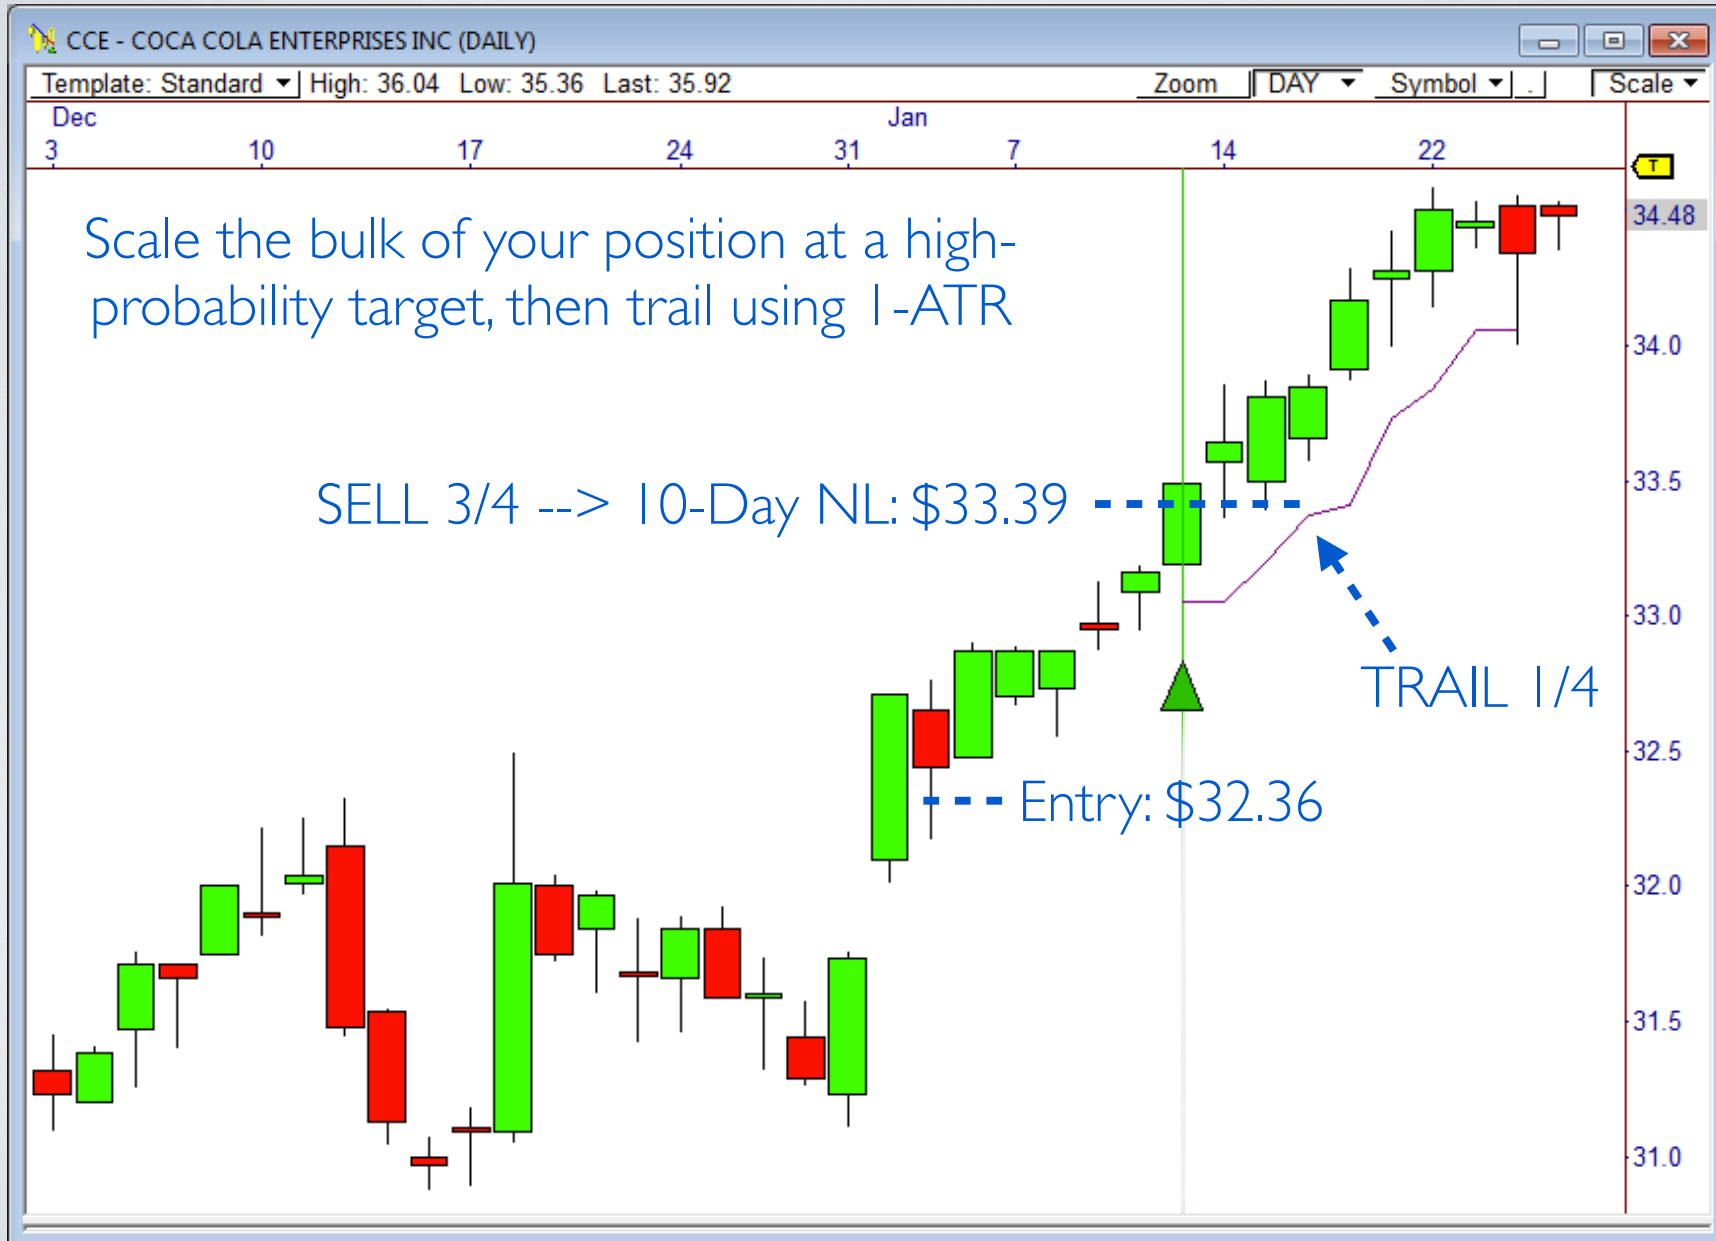 CCE - COCA COLA ENTERPRISES INC (DAILY)
Template: Standard High: 36.04 Low: 35.36 Last: 35.92 Zoom DAY Symbol . Scale
Dec Jan
3 10 17 24 31 7 14 22
T
34.48
Scale the bulk of your position at a high-
probability target, then trail using 1-ATR
34.0
SELL 3/4 --> 10-Day NL: $33.39
33.5
33.0
TRAIL 1/4
32.5
Entry: $32.36
32.0
31.5
31.0